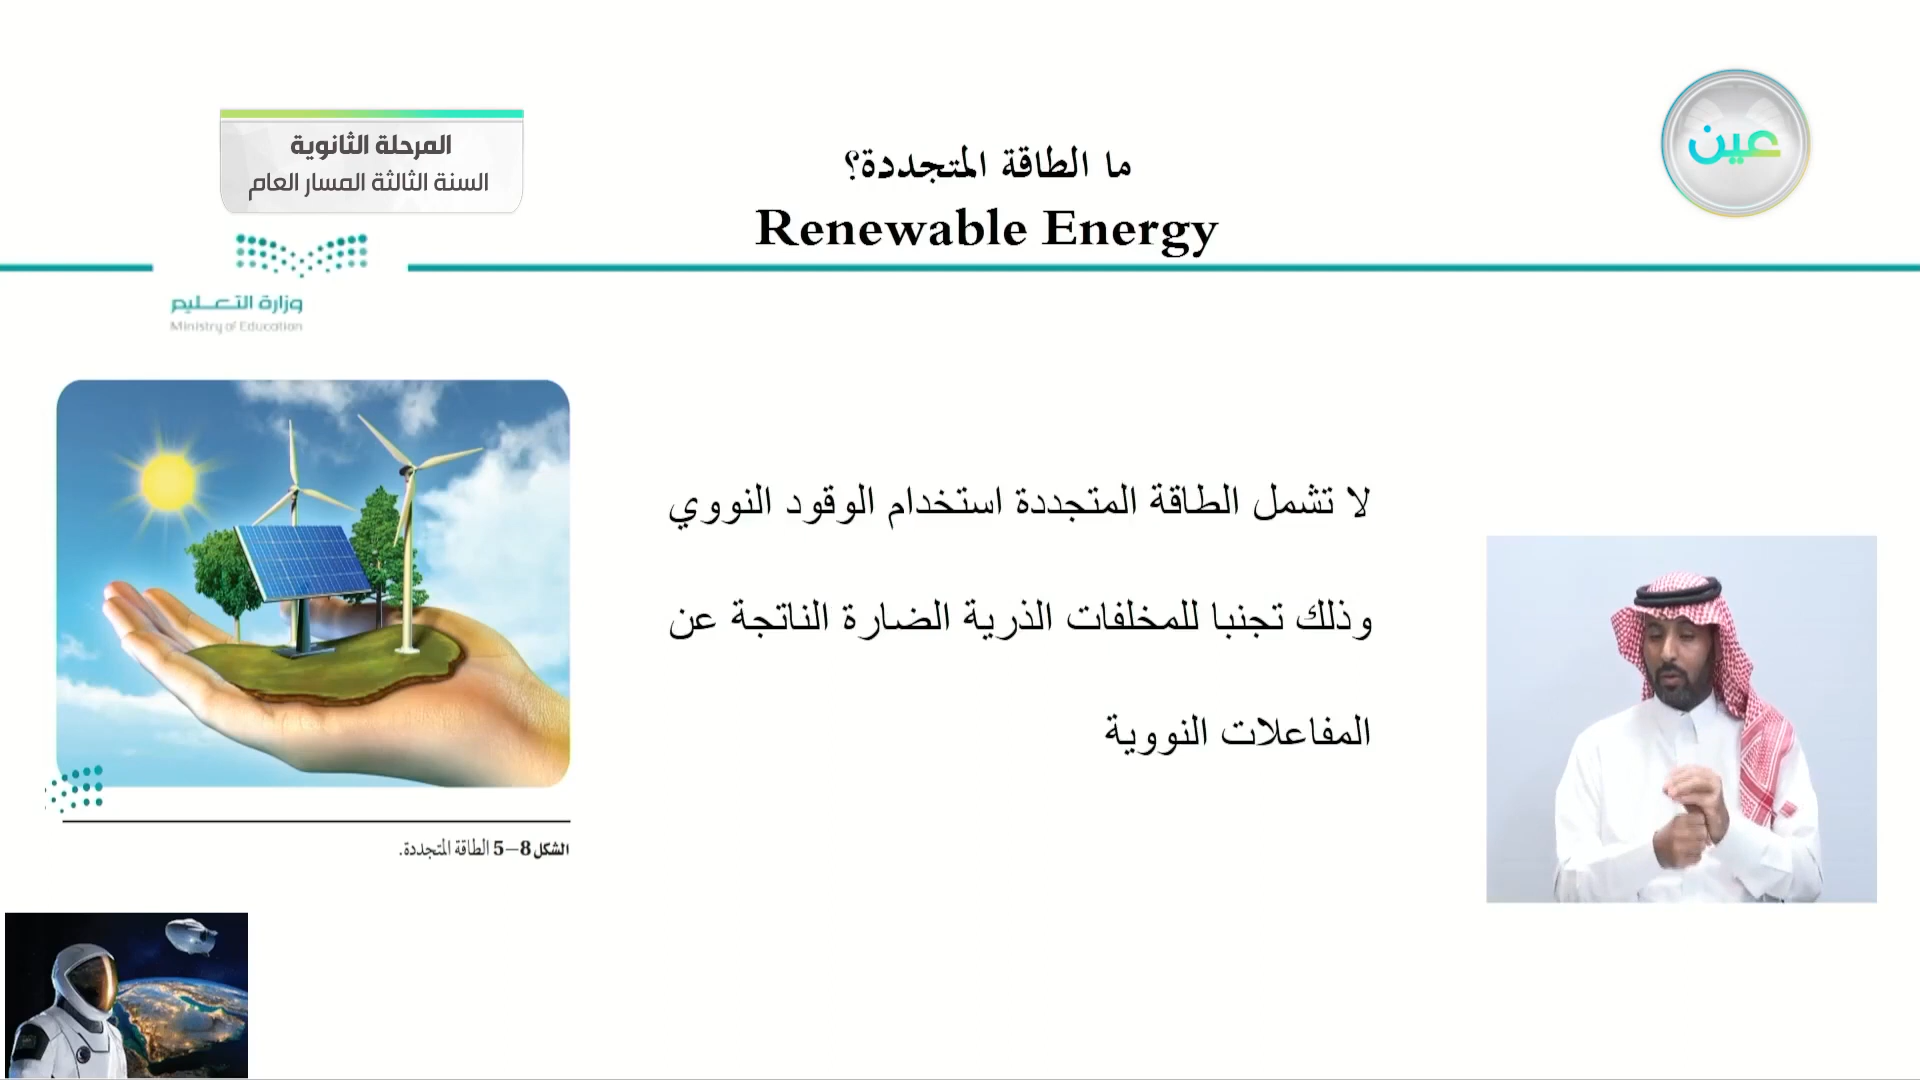 المرحلة الثانوية
السنة الثالثة المسار العام
عين
ما الطاقة المتجددة؟
Renewable Energy
وزارة التعليم
Ministry of Education
لا تشمل الطاقة المتجددة استخدام الوقود النووي
وذلك تجنبا للمخلفات الذرية الضارة الناتجة عن
المفاعلات النووية
الشكل 8–5 الطاقة المتجددة.